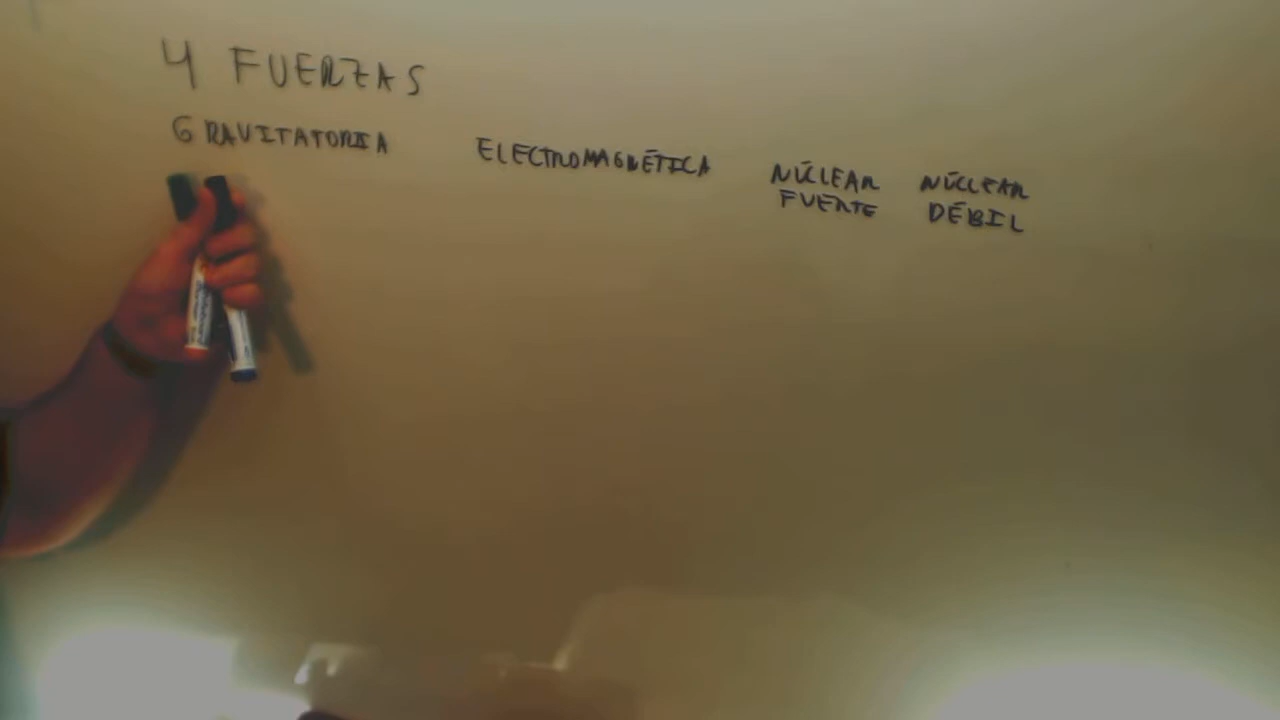 4 FUERZAS
GRAVITATORIA
ELECTROMAGNÉTICA
NÚCLEAR
FUERTE
NÚCLEAR
DÉBIL